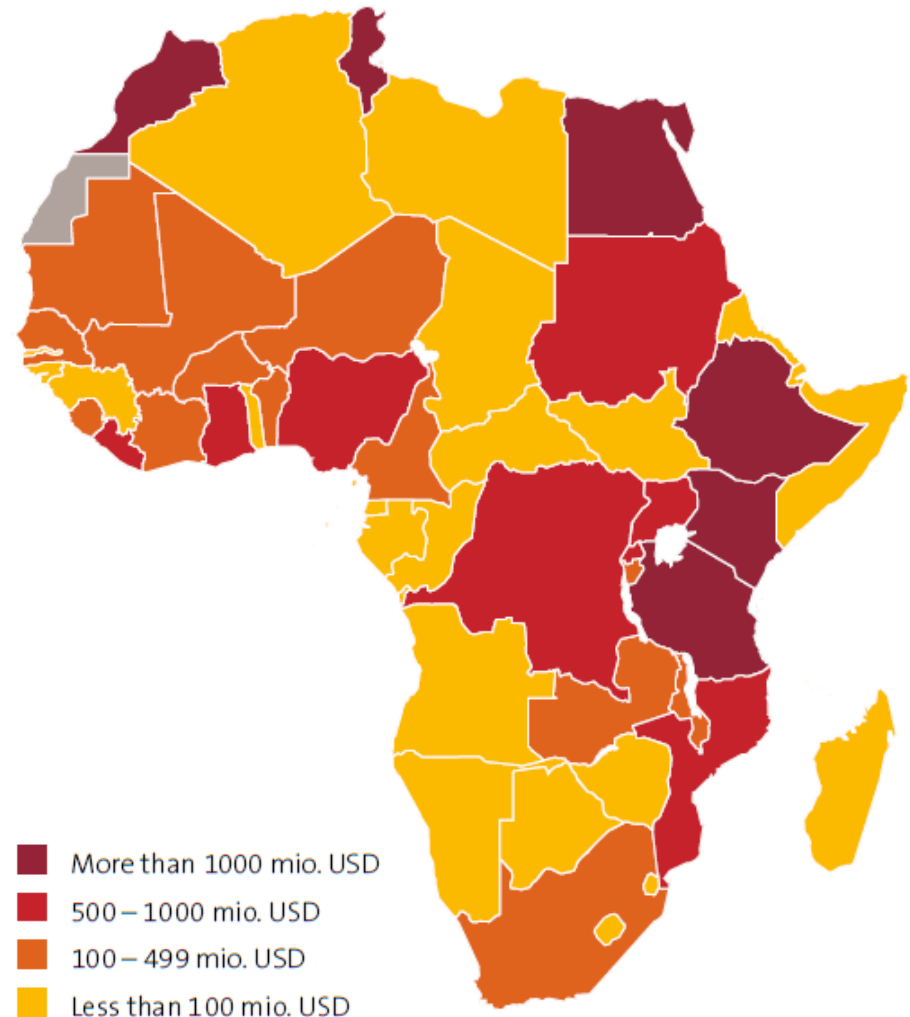 More than 1000 mio. USD
500 – 1000 mio. USD
100 – 499 mio. USD
Less than 100 mio. USD